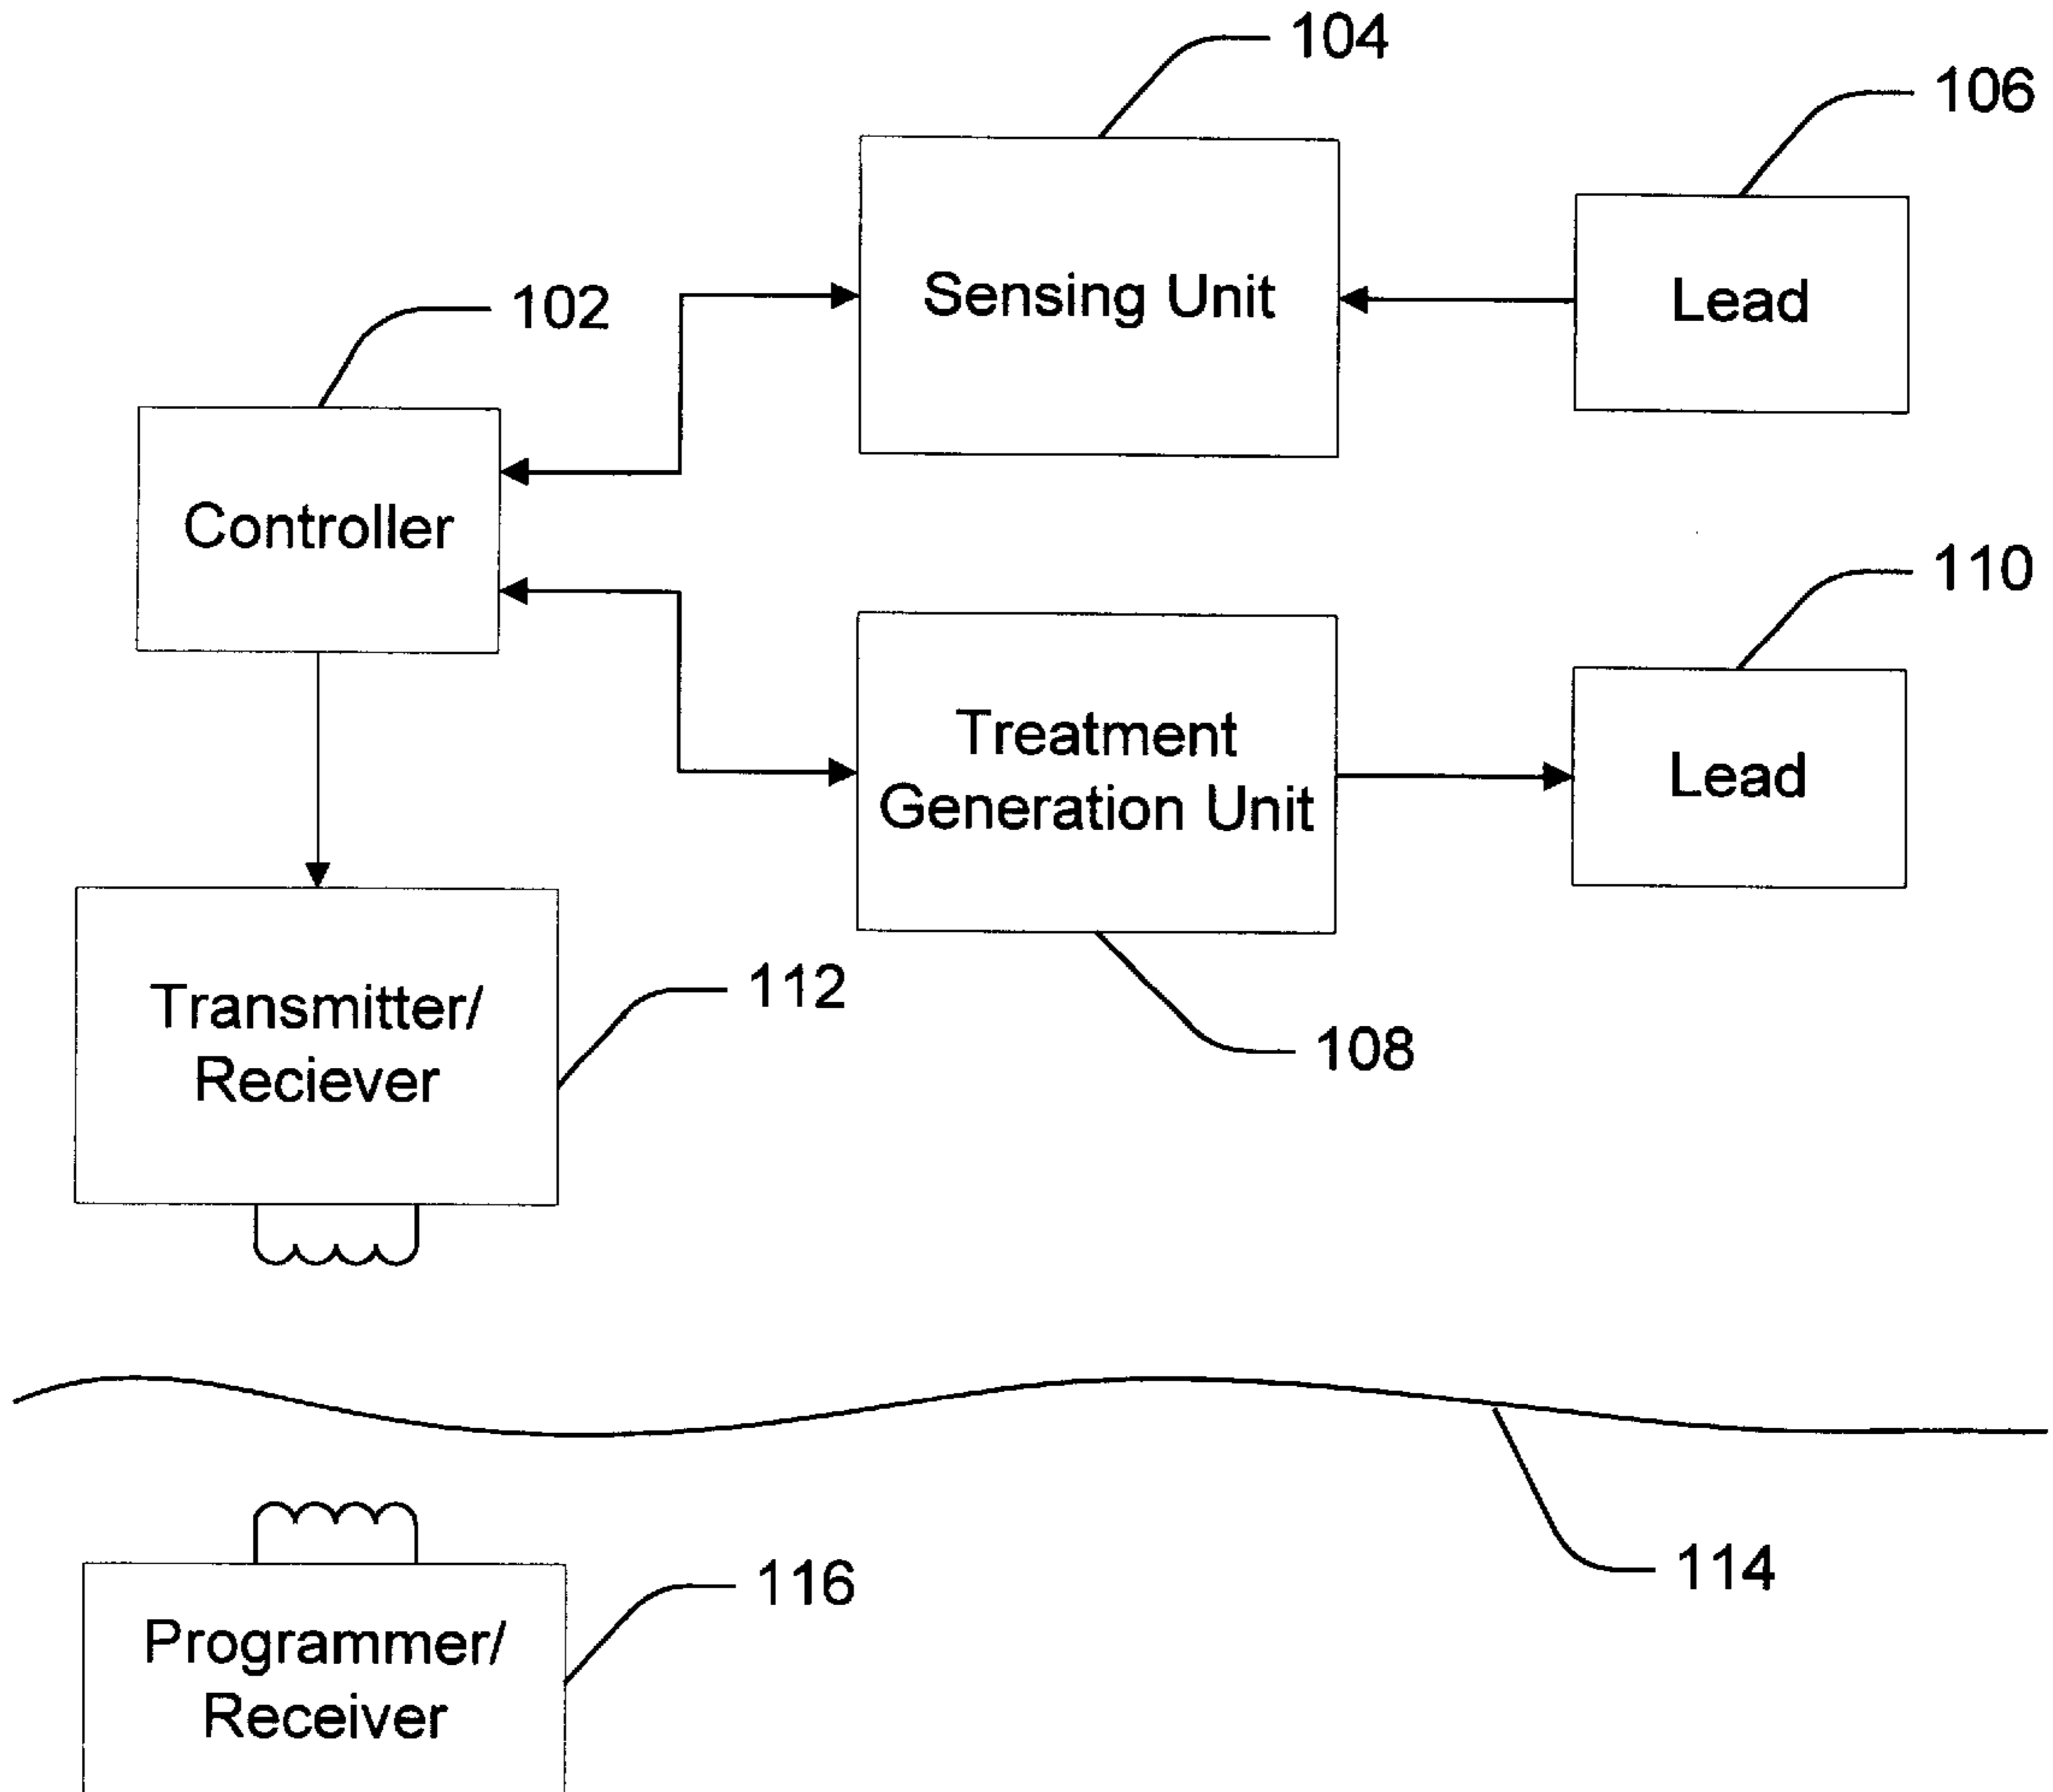 104
106
Sensing Unit
Lead
102
Controller
110
Treatment
Generation Unit
Lead
112
Transmitter/
Reciever
108
114
116
Programmer/
Receiver